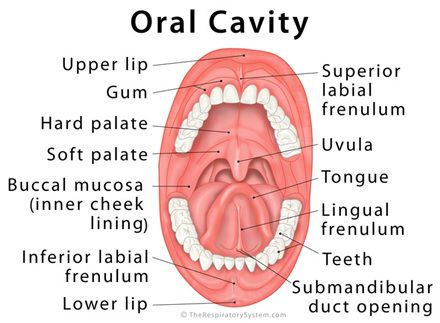 Oral Cavity
Upper lip
Gum
Hard palate
Soft palate
Buccal mucosa
(inner cheek
lining)
Inferior labial
frenulum
Lower lip
Superior
labial
frenulum
Uvula
Tongue
Lingual
frenulum
Teeth
Submandibular
duct opening
© TheRespiratorySystem.com